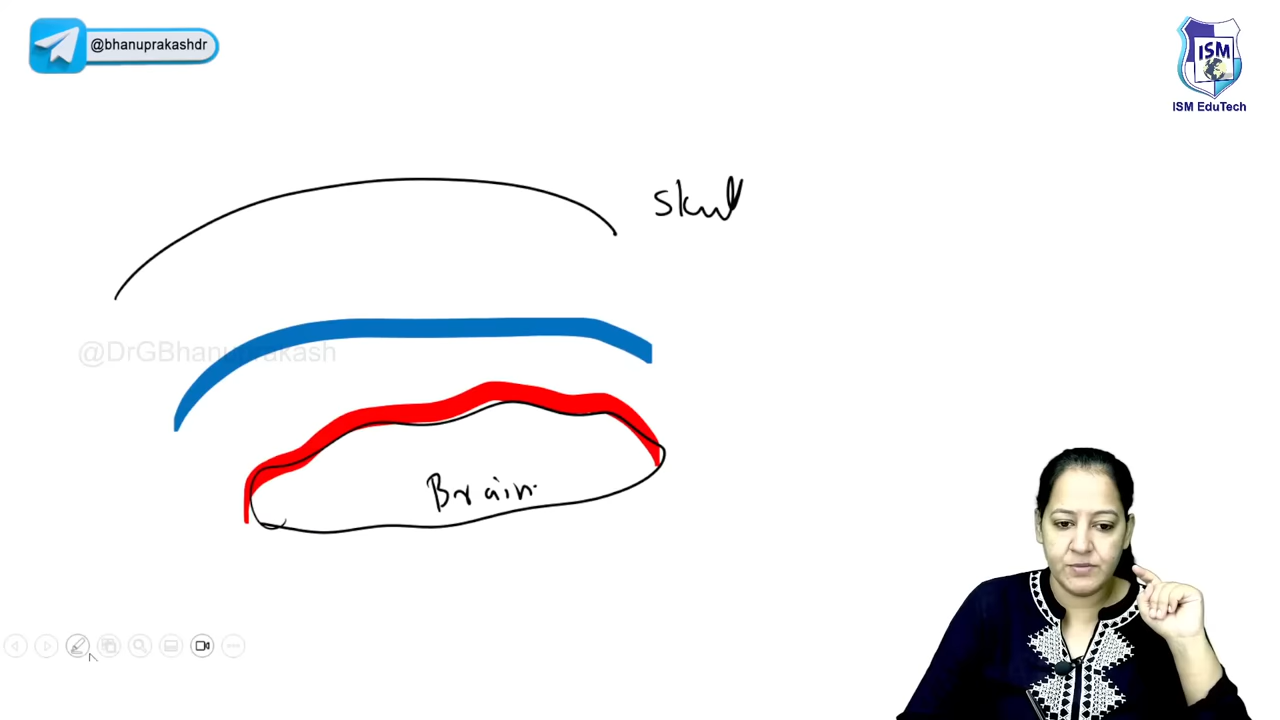 @bhanuprakashdr
ISM
ISM EduTech
Skull
@DrGBhanuprakash
Brain